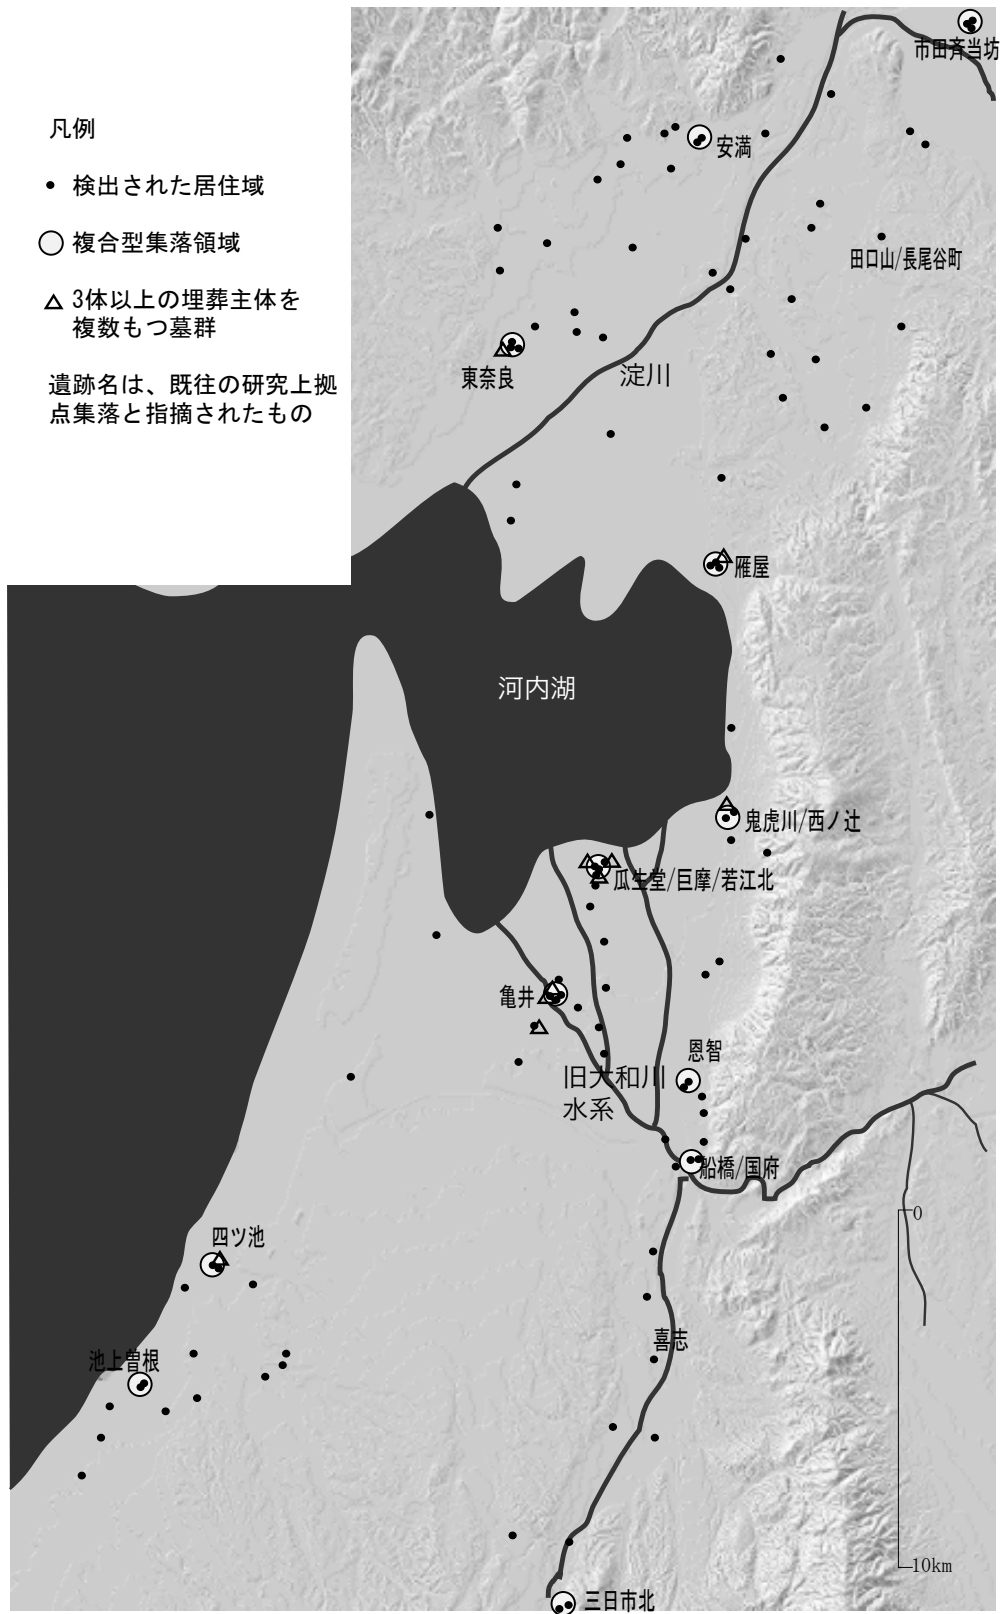 凡例
検出された居住域
複合型集落領域
3体以上の埋葬主体を
複数もつ墓群
遺跡名は、既往の研究上拠
点集落と指摘されたもの
市田斉当坊
安満
田口山/長尾谷町
東奈良
淀川
雁屋
河内湖
鬼虎川/西ノ辻
瓜生堂/巨摩/若江北
亀井
恩智
旧大和川
水系
船橋/国府
0
四ツ池
喜志
池上曽根
10km
三日市北